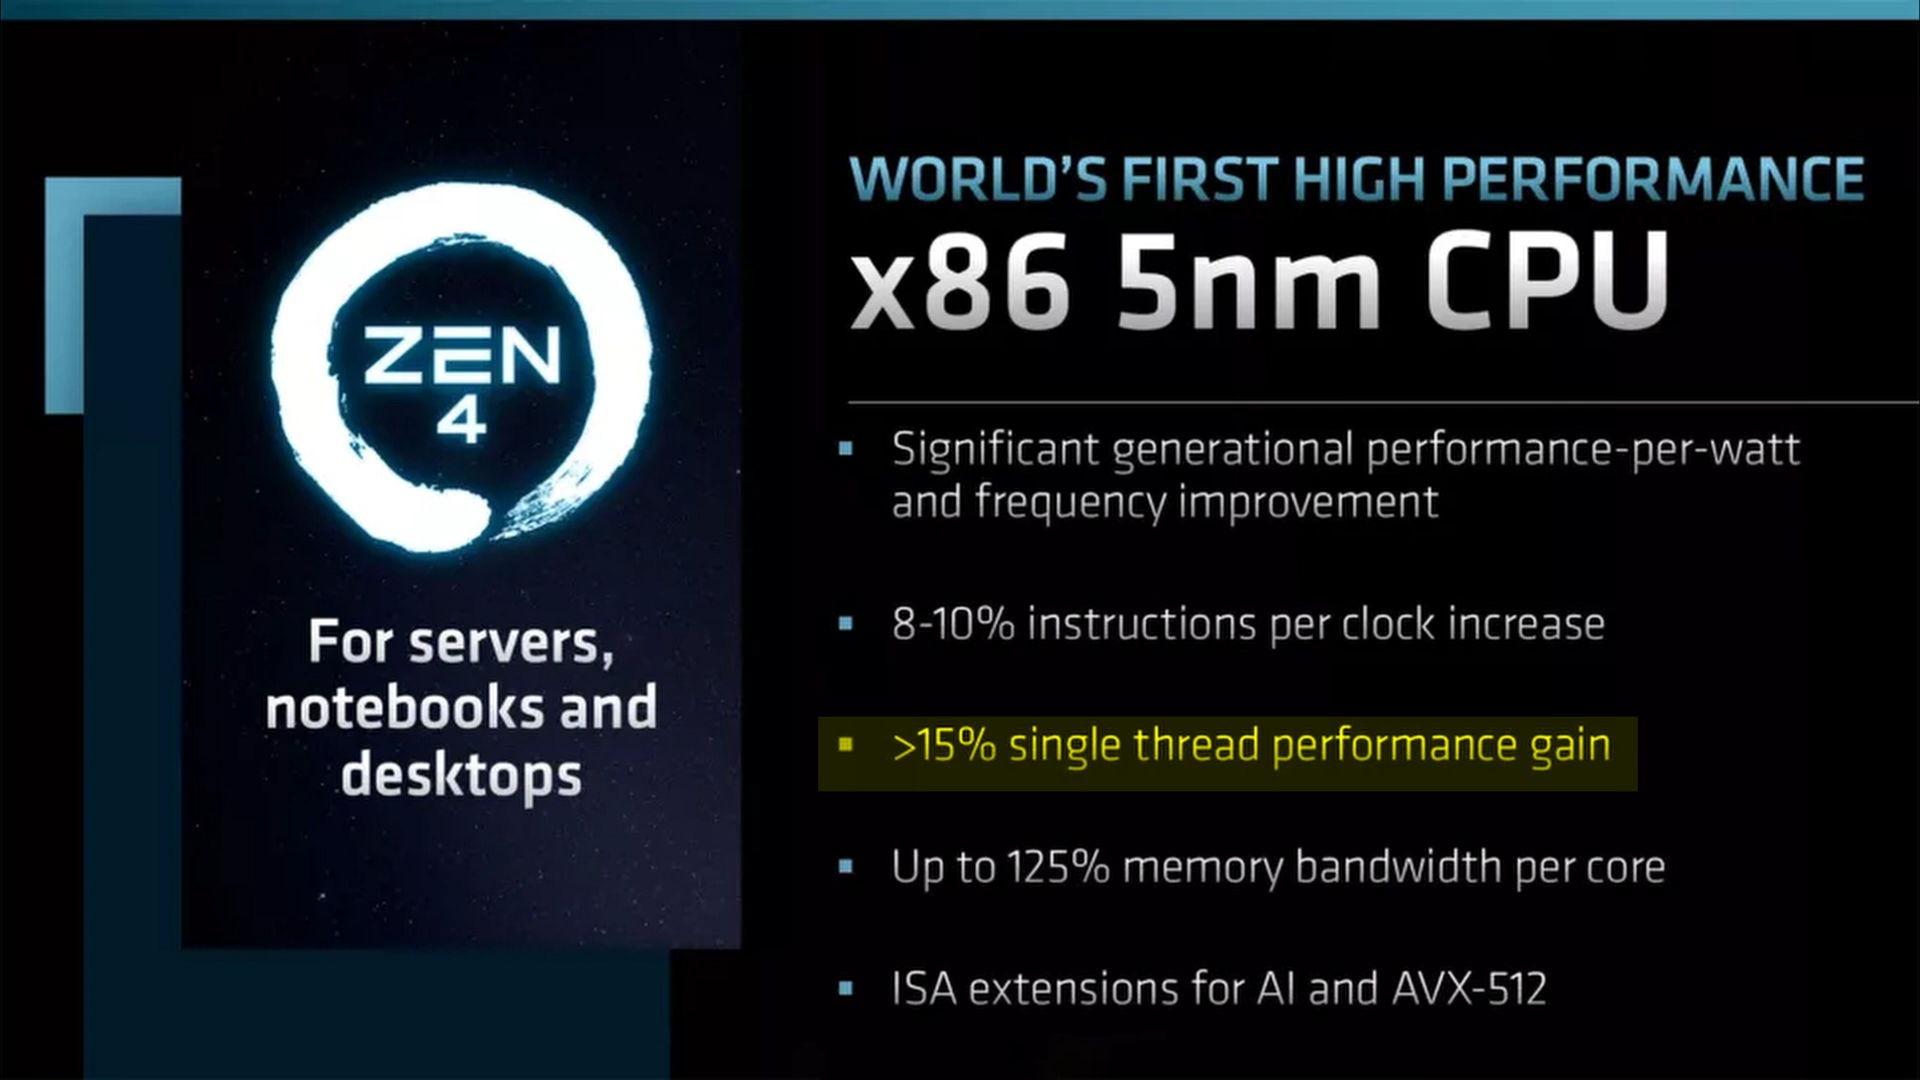 ZEN
4
For servers,
notebooks and
desktops
WORLD'S FIRST HIGH PERFORMANCE
x86 5nm CPU
Significant generational performance-per-watt
and frequency improvement
8-10% instructions per clock increase
>15% single thread performance gain
Up to 125% memory bandwidth per core
ISA extensions for AI and AVX-512